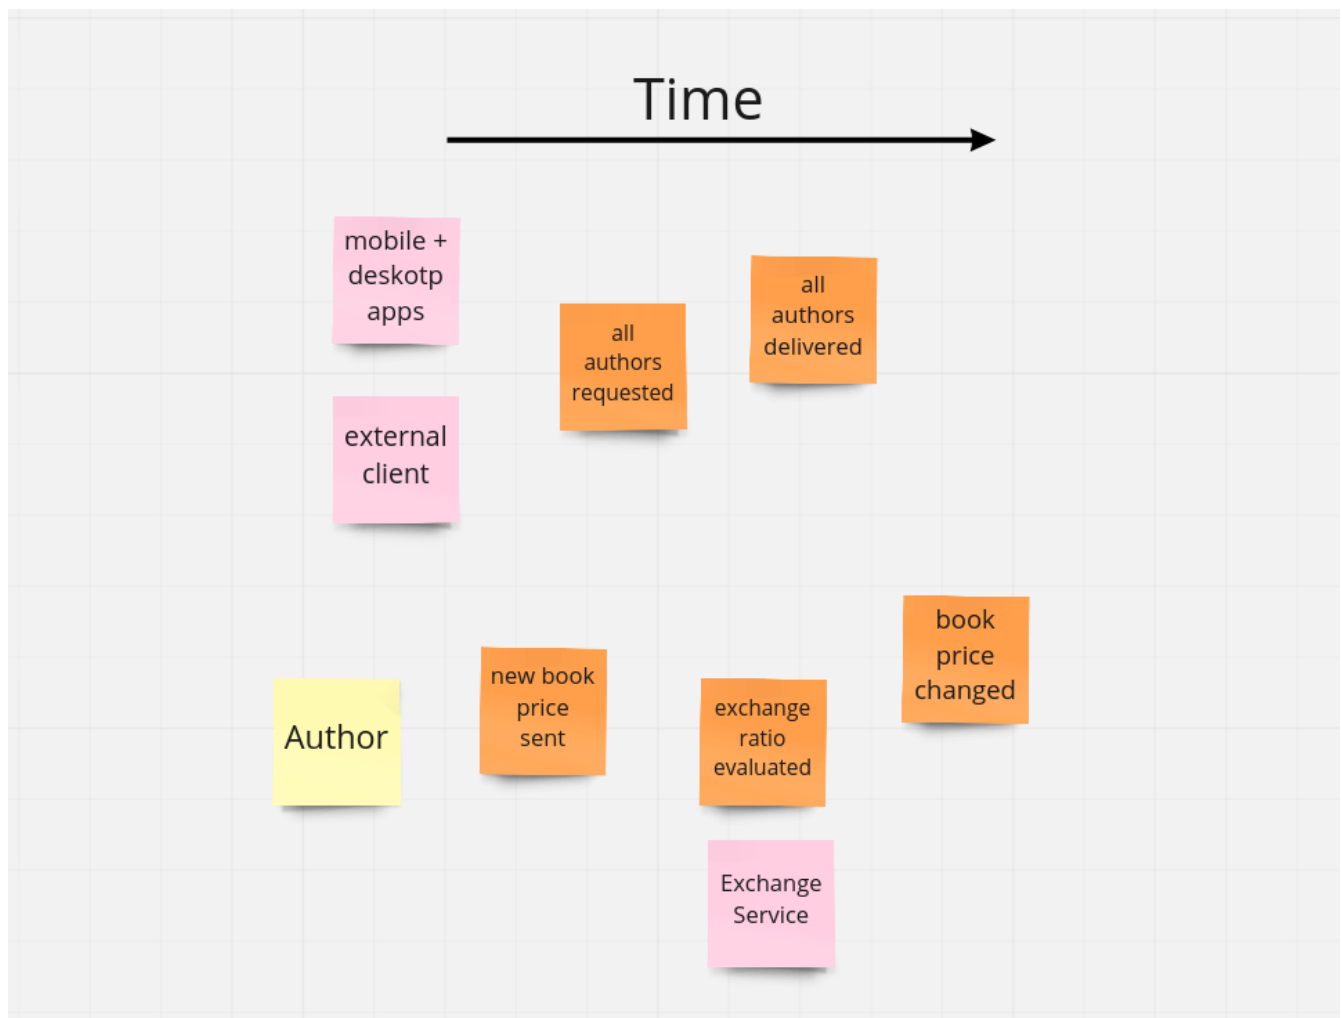 Time
mobile +
deskotp
apps
all
authors
requested
all
authors
delivered
external
client
Author
new book
price
sent
exchange
ratio
evaluated
book
price
changed
Exchange
Service